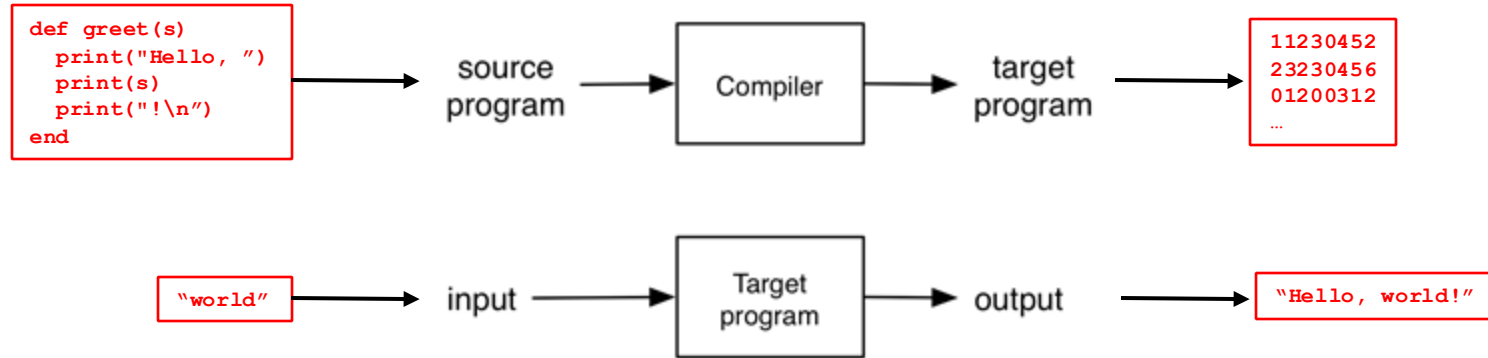 def greet(s)
  print("Hello, ”)
  print(s)
  print("!\n”)
end
source
program
Compiler
target
program
11230452
23230456
01200312
…
“world”
input
Target
program
output
“Hello, world!”